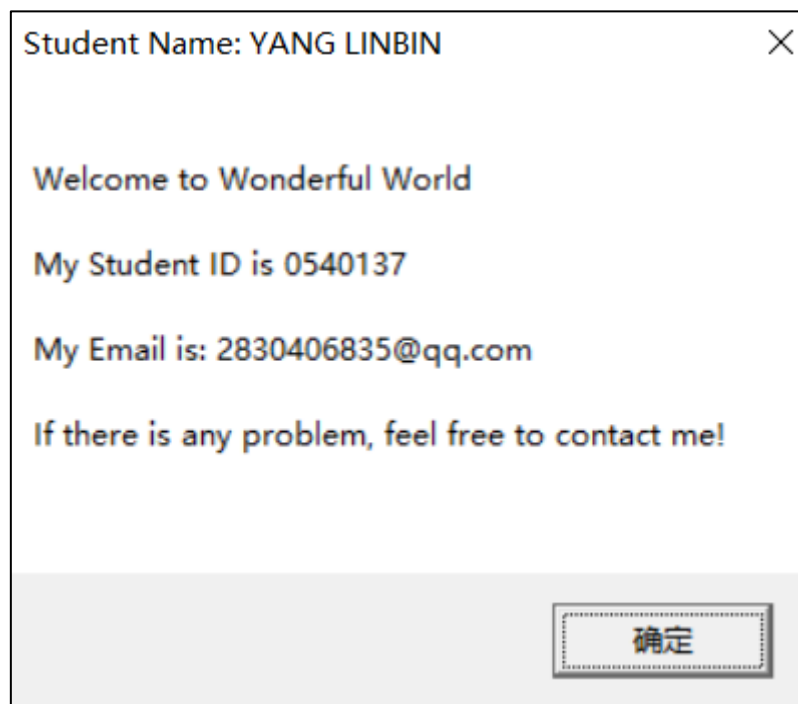 Student Name: YANG LINBIN
Welcome to Wonderful World
My Student ID is 0540137
My Email is: 2830406835@qq.com
If there is any problem, feel free to contact me!
确定